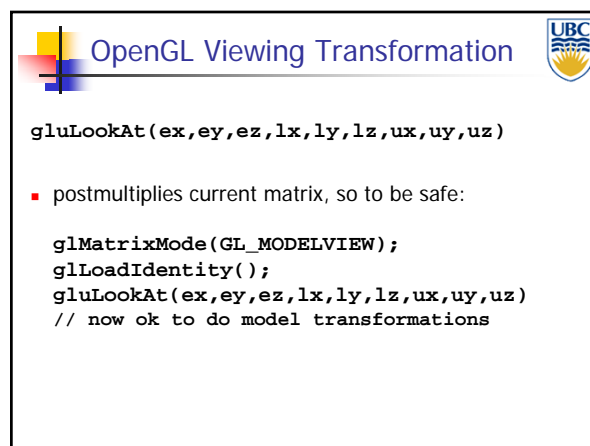 OpenGL Viewing Transformation
UBC
gluLookAt(ex,ey,ez,lx,ly,lz,ux,uy,uz)
postmultiplies current matrix, so to be safe:
glMatrixMode(GL_MODELVIEW);
glLoadIdentity();
gluLookAt(ex,ey,ez,lx,ly,lz,ux,uy,uz)
// now ok to do model transformations